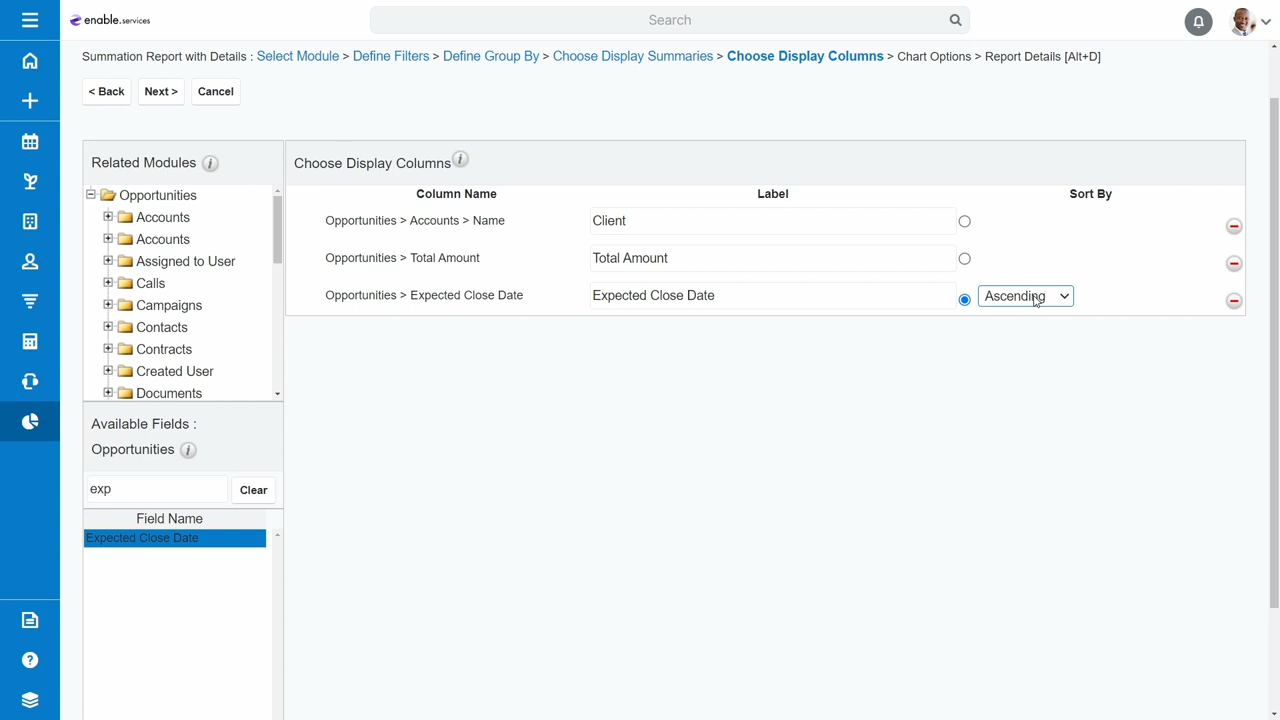 enable.services
Search
Summation Report with Details : Select Module > Define Filters > Define Group By > Choose Display Summaries > Choose Display Columns > Chart Options > Report Details [Alt+D]
< Back
Next >
Cancel
Related Modules i
Choose Display Columns i
Opportunities
Accounts
Accounts
Assigned to User
Calls
Campaigns
Contacts
Contracts
Created User
Documents
Column Name Label Sort By
Opportunities > Accounts > Name Client
Opportunities > Total Amount Total Amount
Opportunities > Expected Close Date Expected Close Date Ascending
Available Fields :
Opportunities i
exp Clear
Field Name
Expected Close Date